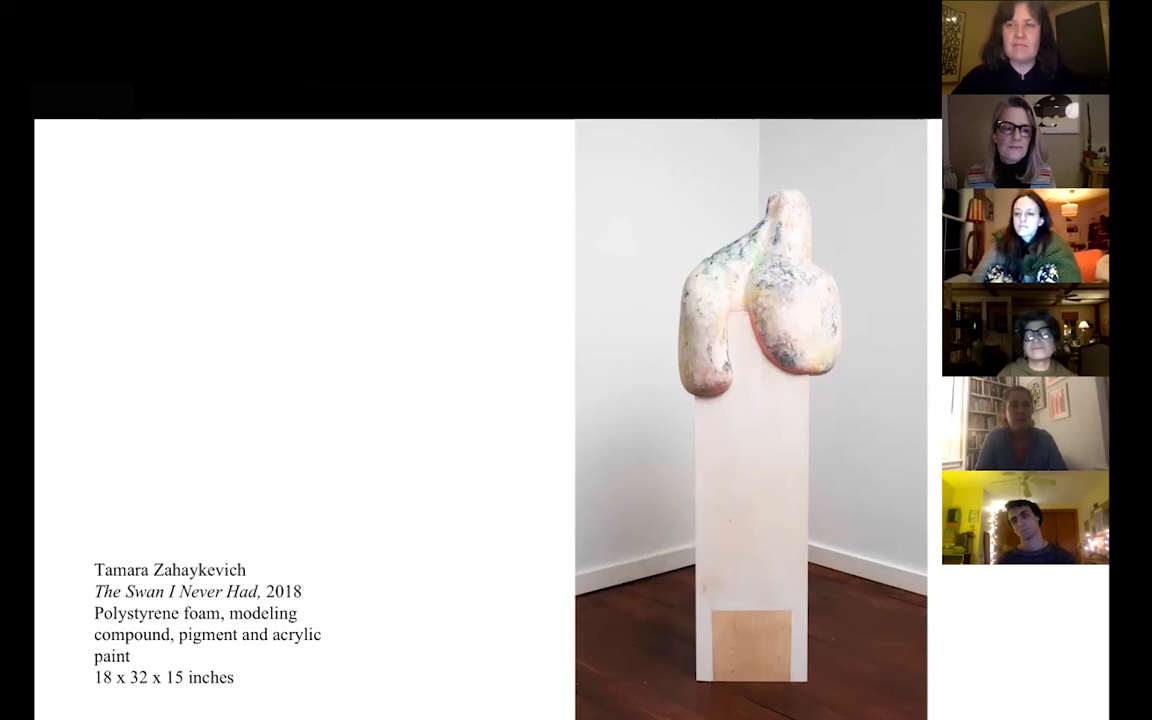 Tamara Zahaykevich
The Swan I Never Had, 2018
Polystyrene foam, modeling
compound, pigment and acrylic
paint
18 x 32 x 15 inches